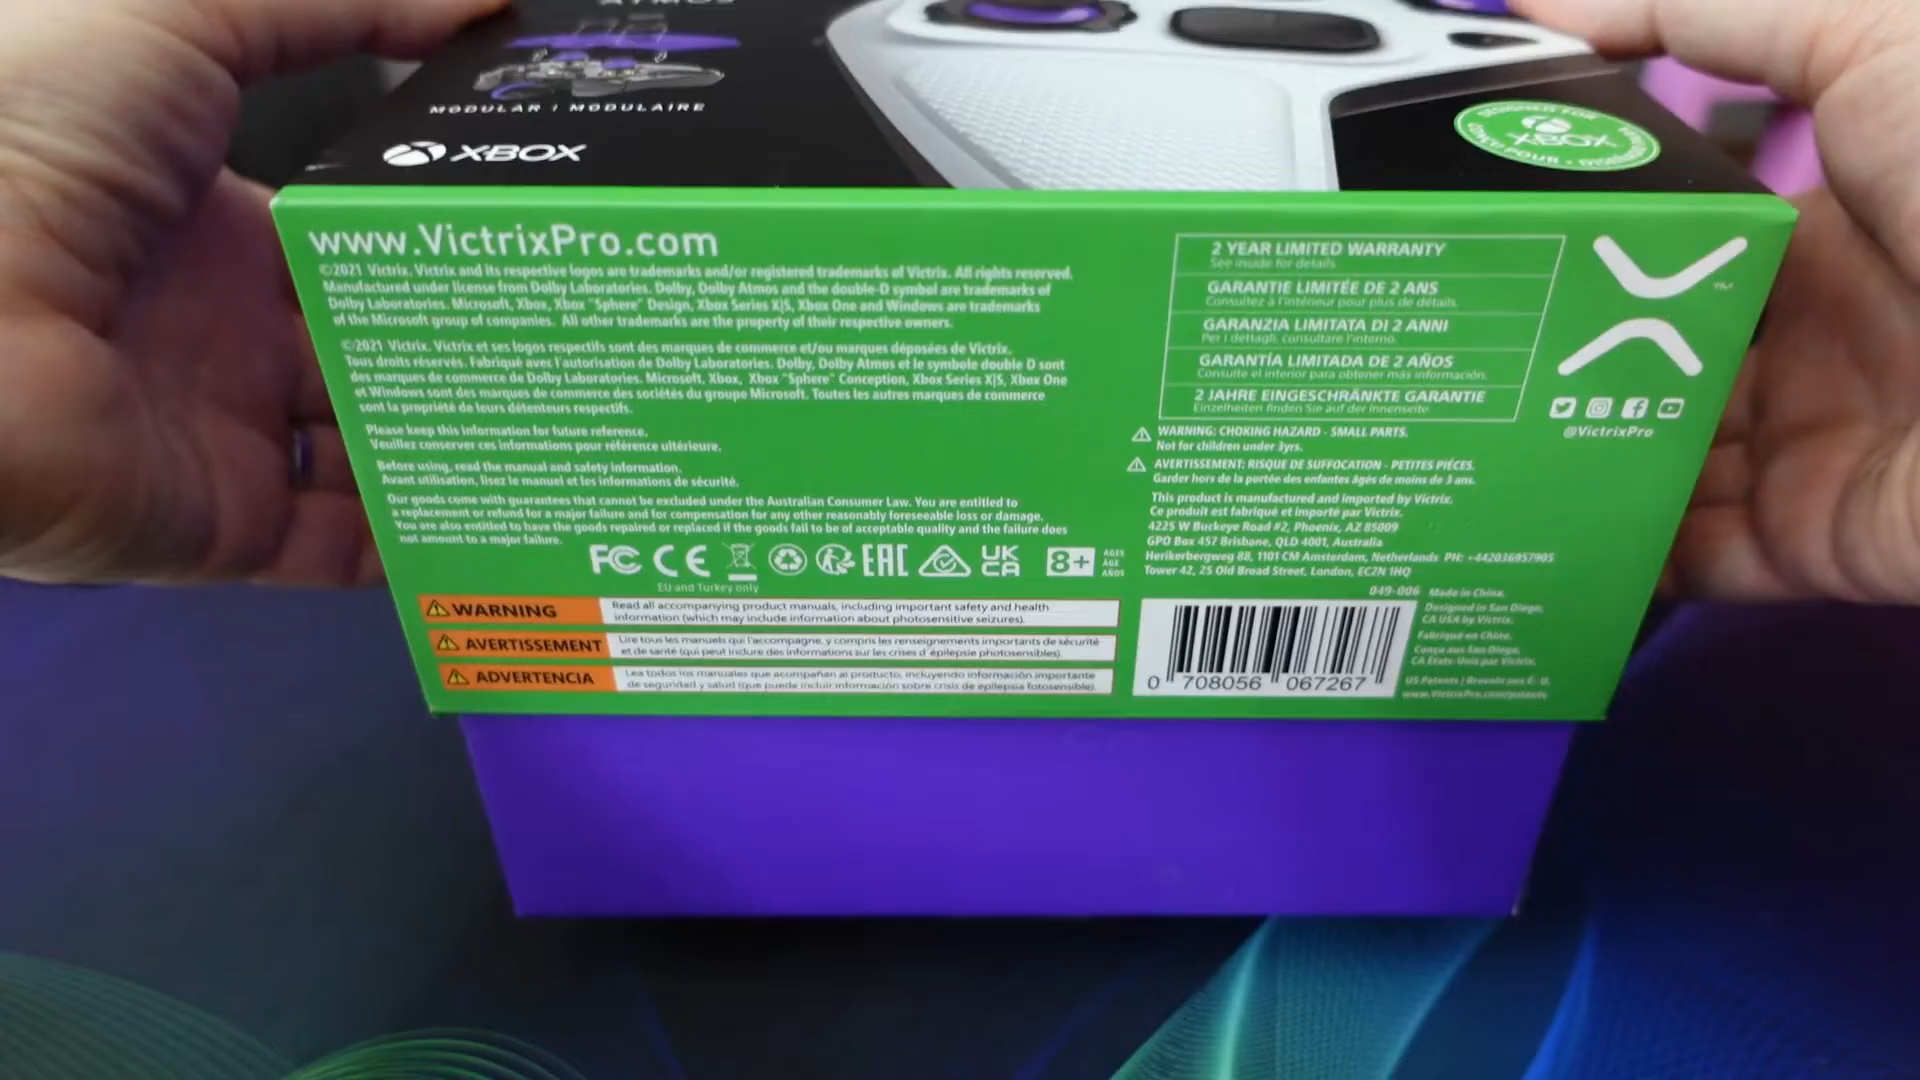 ATMOS
MODULAR / MODULAIRE
XBOX
DESIGNED FOR
XBOX
CONÇU POUR
www.VictrixPro.com
©2021 Victrix. Victrix and its respective logos are trademarks and/or registered trademarks of Victrix. All rights reserved.
Manufactured under license from Dolby Laboratories. Dolby, Dolby Atmos and the double-D symbol are trademarks of
Dolby Laboratories. Microsoft, Xbox, Xbox "Sphere" Design, Xbox Series X|S, Xbox One and Windows are trademarks
of the Microsoft group of companies. All other trademarks are the property of their respective owners.
©2021 Victrix. Victrix et ses logos respectifs sont des marques de commerce et/ou marques déposées de Victrix.
Tous droits réservés. Fabriqué avec l'autorisation de Dolby Laboratories. Dolby, Dolby Atmos et le symbole double D sont
des marques de commerce de Dolby Laboratories. Microsoft, Xbox, Xbox "Sphere" Conception, Xbox Series X|S, Xbox One
et Windows sont des marques de commerce des sociétés du groupe Microsoft. Toutes les autres marques de commerce
sont la propriété de leurs détenteurs respectifs.
Please keep this information for future reference.
Veuillez conserver ces informations pour référence ultérieure.
Before using, read the manual and safety information.
Avant utilisation, lisez le manuel et les informations de sécurité.
Our goods come with guarantees that cannot be excluded under the Australian Consumer Law. You are entitled to
a replacement or refund for a major failure and for compensation for any other reasonably foreseeable loss or damage.
You are also entitled to have the goods repaired or replaced if the goods fail to be of acceptable quality and the failure does
not amount to a major failure.
FC CE EAC UK CA 8+ AGES ÂGE AÑOS
EU and Turkey only
WARNING Read all accompanying product manuals, including important safety and health
information (which may include information about photosensitive seizures).
AVERTISSEMENT Lire tous les manuels qui l'accompagne, y compris les renseignements importants de sécurité
et de santé (qui peut inclure des informations sur les crises d'épilepsie photosensibles).
ADVERTENCIA Lea todos los manuales que acompañan al producto, incluyendo información importante
de seguridad y salud (que puede incluir información sobre crisis de epilepsia fotosensible).
2 YEAR LIMITED WARRANTY
See inside for details
GARANTIE LIMITÉE DE 2 ANS
Consultez à l'intérieur pour plus de détails.
GARANZIA LIMITATA DI 2 ANNI
Per i dettagli, consultare l'interno.
GARANTÍA LIMITADA DE 2 AÑOS
Consulte el interior para obtener más información.
2 JAHRE EINGESCHRÄNKTE GARANTIE
Einzelheiten finden Sie auf der Innenseite
TM
@VictrixPro
WARNING: CHOKING HAZARD - SMALL PARTS.
Not for children under 3yrs.
AVERTISSEMENT: RISQUE DE SUFFOCATION - PETITES PIÉCES.
Garder hors de la portée des enfantes âgés de moins de 3 ans.
This product is manufactured and imported by Victrix.
Ce produit est fabriqué et importé par Victrix.
4225 W Buckeye Road #2, Phoenix, AZ 85009
GPO Box 457 Brisbane, QLD 4001, Australia
Herikerbergweg 88, 1101 CM Amsterdam, Netherlands PH: +442036957905
Tower 42, 25 Old Broad Street, London, EC2N 1HQ
049-006 Made in China.
Designed in San Diego,
CA USA by Victrix.
Fabriqué en Chine.
Conçu aux San Diego,
CA États-Unis par Victrix.
US Patents / Brevets aux É.-U.
www.VictrixPro.com/patents
0 708056 067267